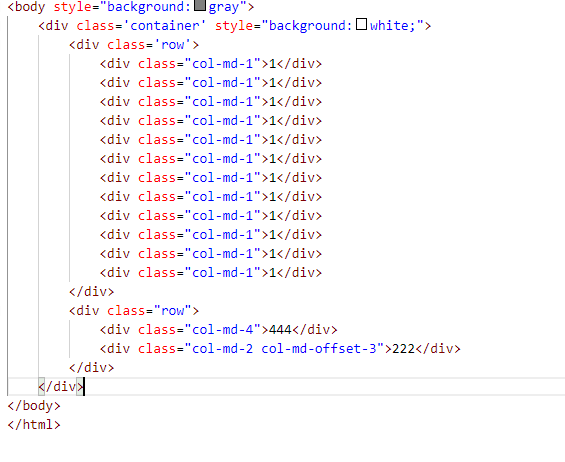 <body style="background:gray">
<div class='container' style="background:white;">
<div class='row'>
<div class="col-md-1">1</div>
<div class="col-md-1">1</div>
<div class="col-md-1">1</div>
<div class="col-md-1">1</div>
<div class="col-md-1">1</div>
<div class="col-md-1">1</div>
<div class="col-md-1">1</div>
<div class="col-md-1">1</div>
<div class="col-md-1">1</div>
<div class="col-md-1">1</div>
<div class="col-md-1">1</div>
<div class="col-md-1">1</div>
</div>
<div class="row">
<div class="col-md-4">444</div>
<div class="col-md-2 col-md-offset-3">222</div>
</div>
</div>
</body>
</html>